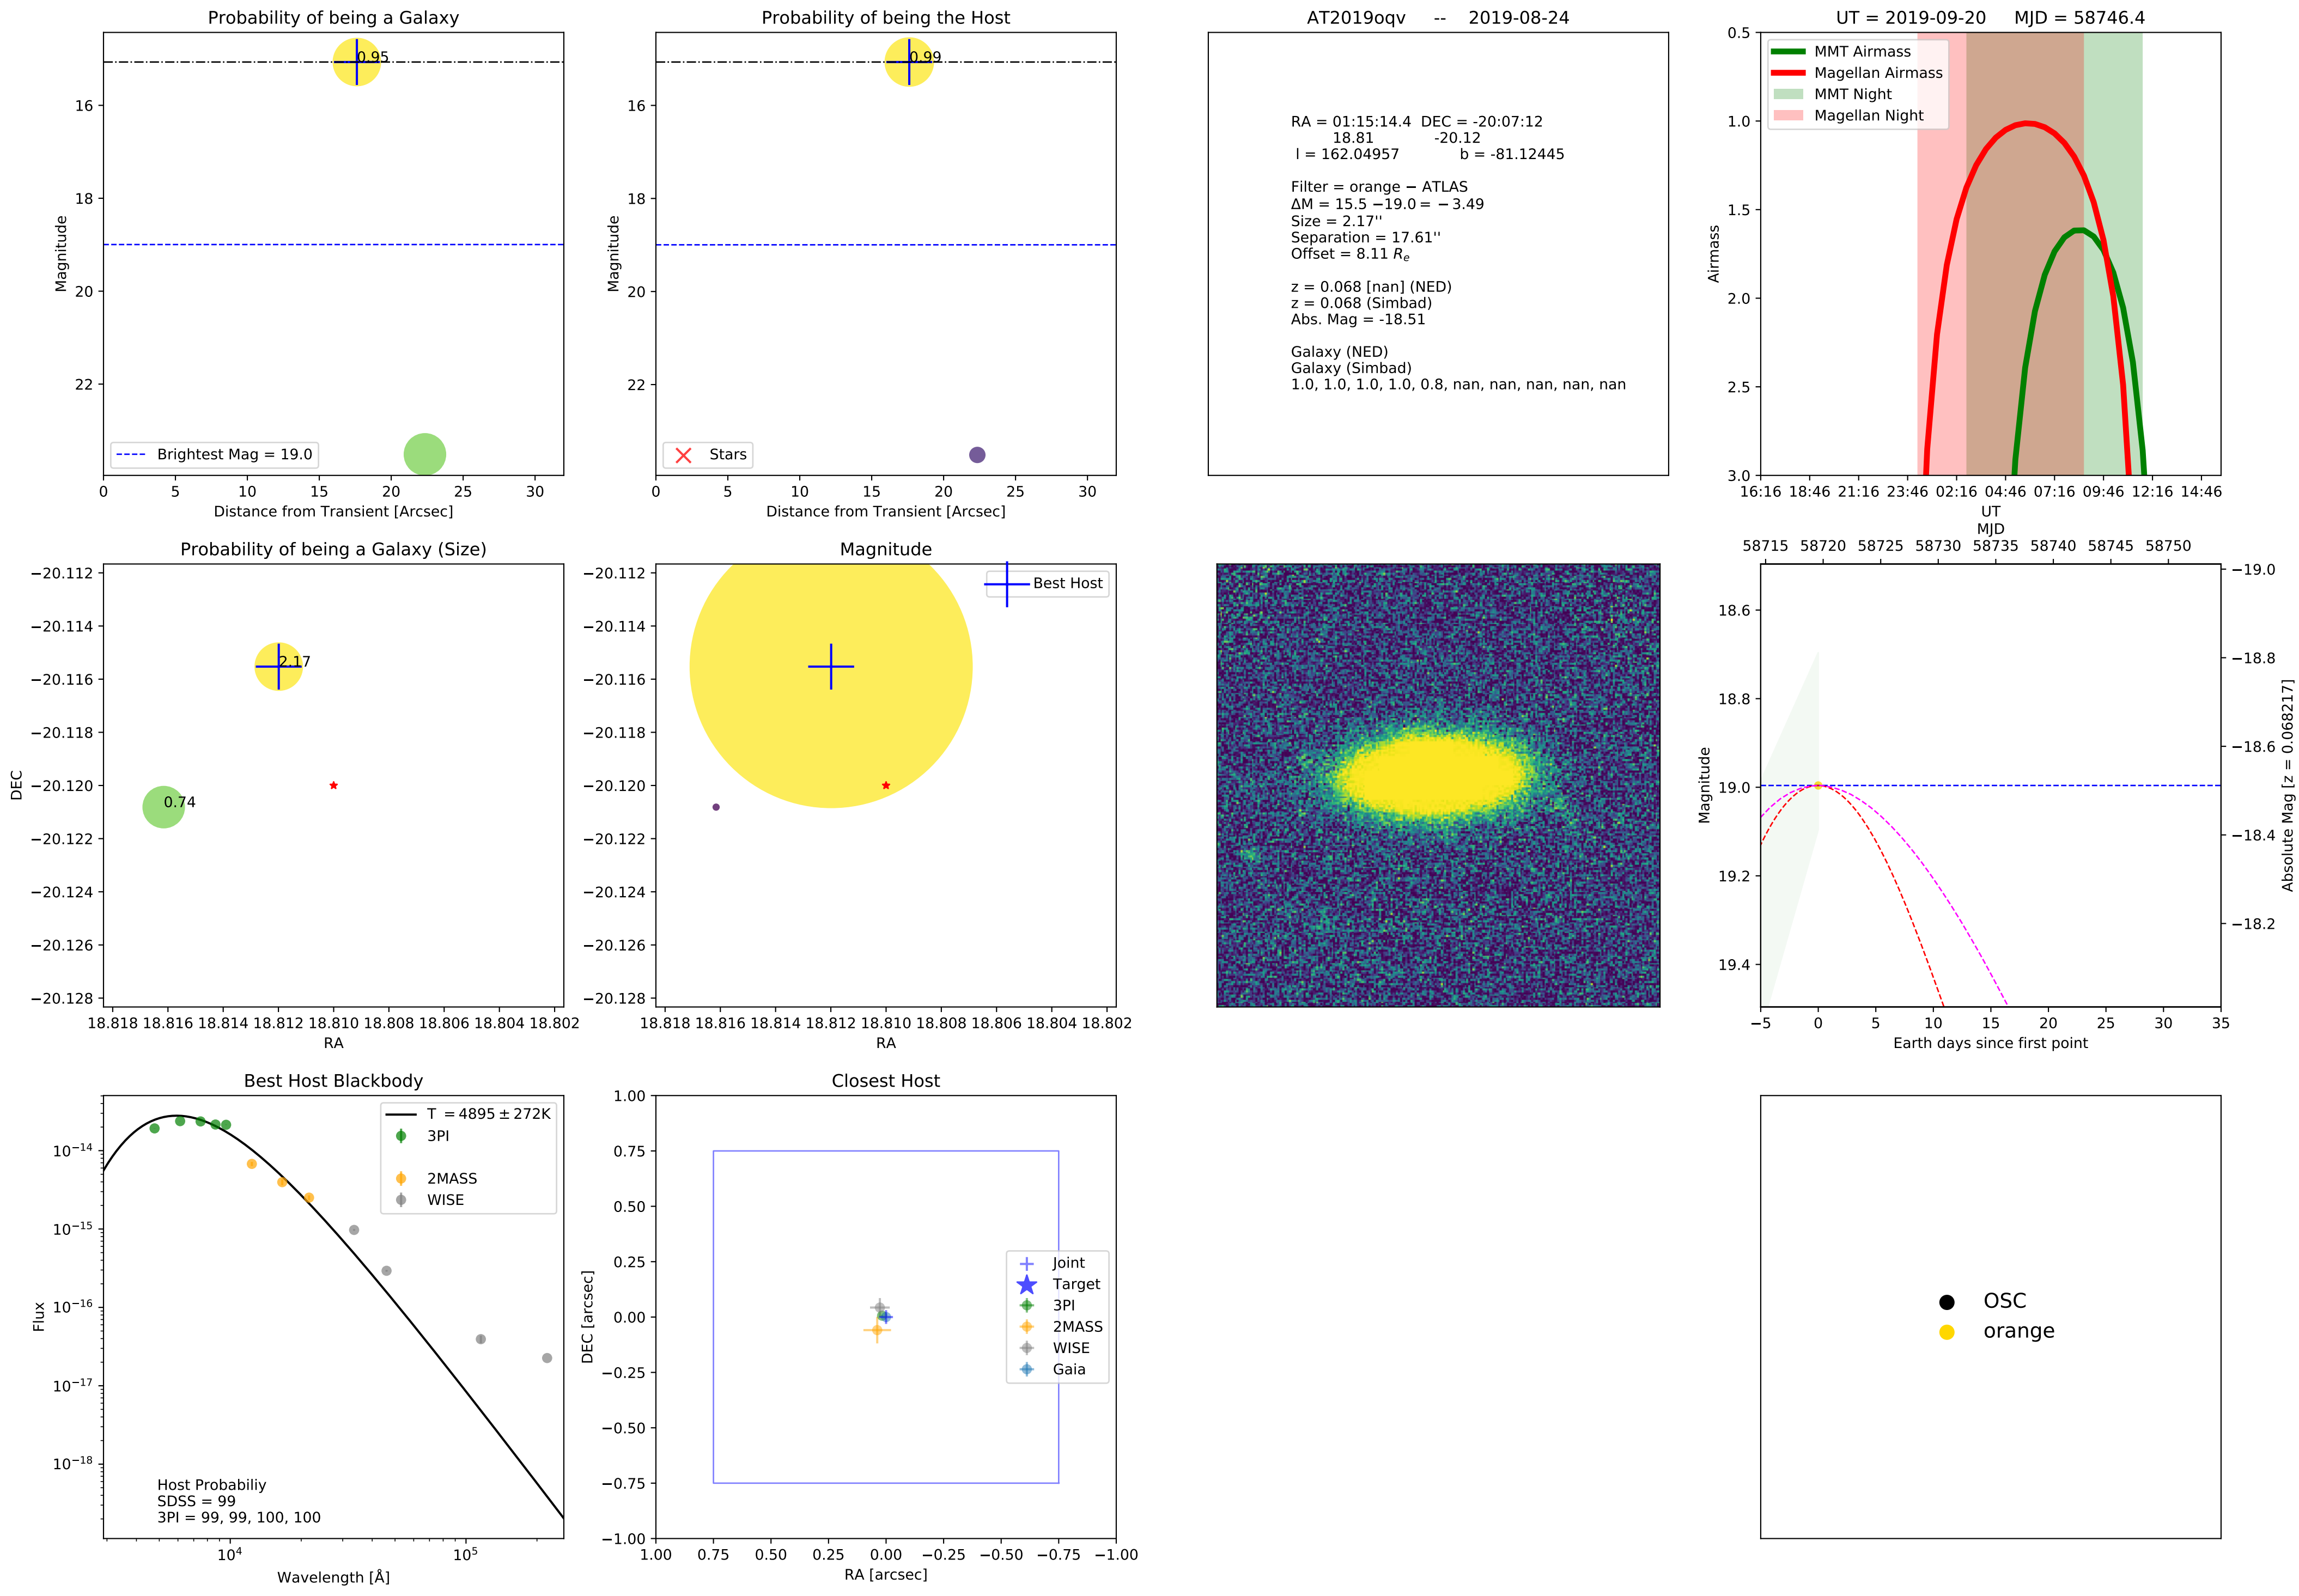 Probability of being a Galaxy
0.95
16
18
20
22
Magnitude
Brightest Mag = 19.0
0 5 10 15 20 25 30
Distance from Transient [Arcsec]
Probability of being the Host
0.99
16
18
20
22
Magnitude
Stars
0 5 10 15 20 25 30
Distance from Transient [Arcsec]
AT2019oqv -- 2019-08-24
RA = 01:15:14.4 DEC = -20:07:12
18.81 -20.12
l = 162.04957 b = -81.12445
Filter = orange − ATLAS
ΔM = 15.5 −19.0 = −3.49
Size = 2.17''
Separation = 17.61''
Offset = 8.11 Re
z = 0.068 [nan] (NED)
z = 0.068 (Simbad)
Abs. Mag = -18.51
Galaxy (NED)
Galaxy (Simbad)
1.0, 1.0, 1.0, 1.0, 0.8, nan, nan, nan, nan, nan
UT = 2019-09-20 MJD = 58746.4
MMT Airmass
Magellan Airmass
MMT Night
Magellan Night
0.5
1.0
1.5
2.0
2.5
3.0
Airmass
16:16 18:46 21:16 23:46 02:16 04:46 07:16 09:46 12:16 14:46
UT
Probability of being a Galaxy (Size)
−20.112
−20.114
−20.116
−20.118
−20.120
−20.122
−20.124
−20.126
−20.128
DEC
2.17
0.74
18.818 18.816 18.814 18.812 18.810 18.808 18.806 18.804 18.802
RA
Magnitude
Best Host
−20.112
−20.114
−20.116
−20.118
−20.120
−20.122
−20.124
−20.126
−20.128
18.818 18.816 18.814 18.812 18.810 18.808 18.806 18.804 18.802
RA
MJD
58715 58720 58725 58730 58735 58740 58745 58750
18.6
18.8
19.0
19.2
19.4
Magnitude
−19.0
−18.8
−18.6
−18.4
−18.2
Absolute Mag [z = 0.068217]
−5 0 5 10 15 20 25 30 35
Earth days since first point
Best Host Blackbody
T = 4895 ± 272K
3PI
2MASS
WISE
10−14
10−15
10−16
10−17
10−18
Flux
Host Probabiliy
SDSS = 99
3PI = 99, 99, 100, 100
104 105
Wavelength [Å]
Closest Host
1.00
0.75
0.50
0.25
0.00
−0.25
−0.50
−0.75
−1.00
DEC [arcsec]
Joint
Target
3PI
2MASS
WISE
Gaia
1.00 0.75 0.50 0.25 0.00 −0.25 −0.50 −0.75 −1.00
RA [arcsec]
OSC
orange